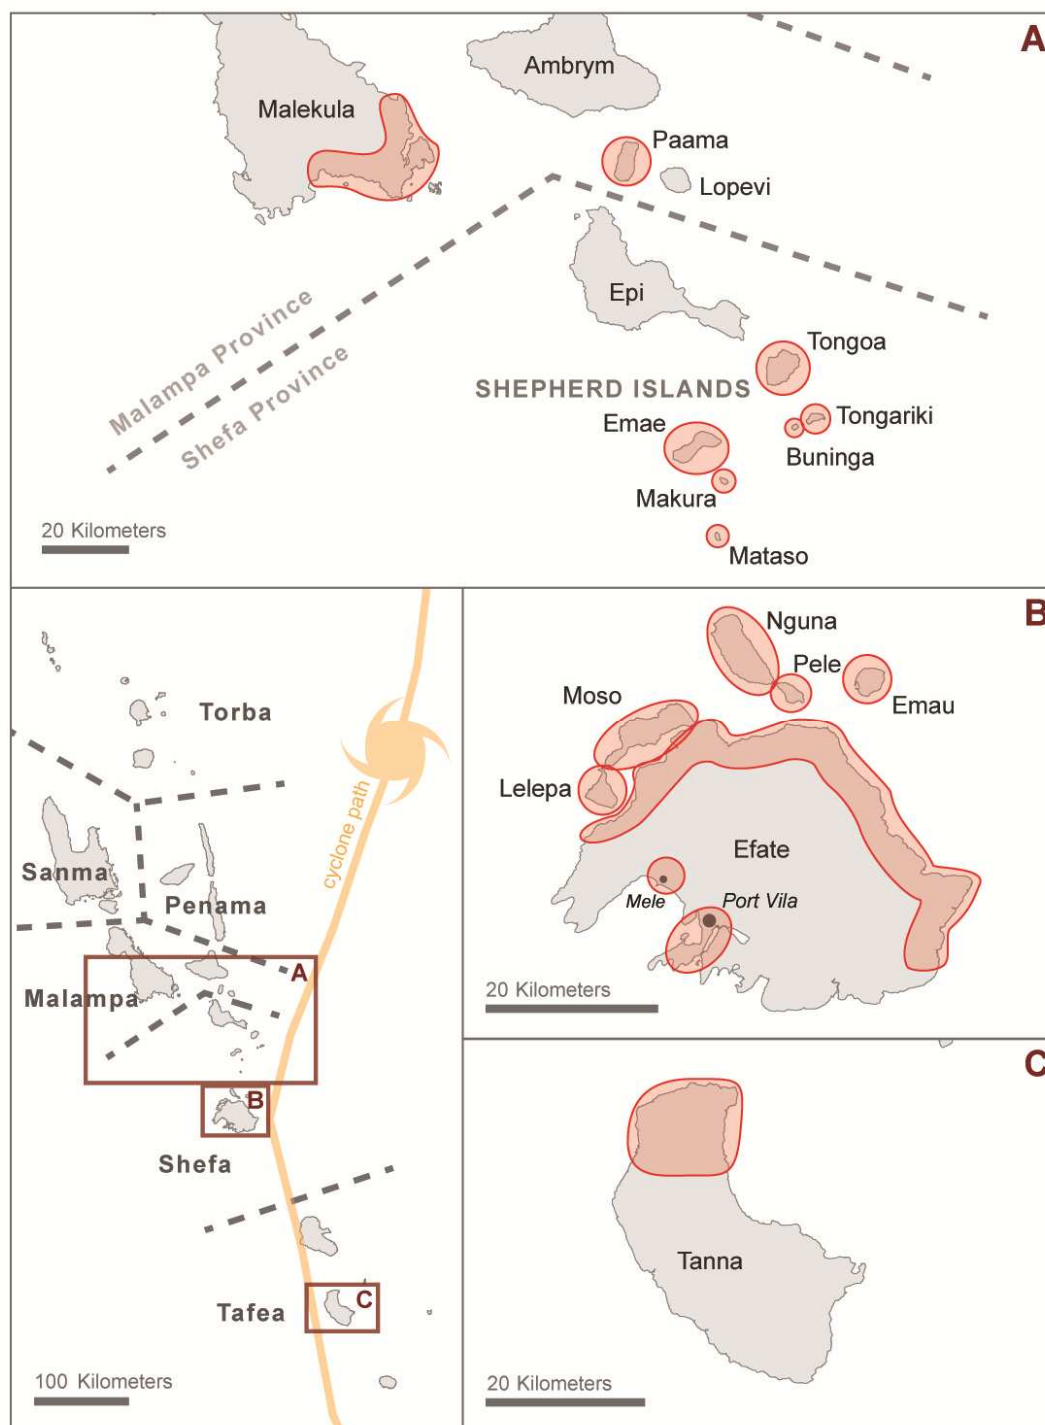 A
Ambrym
Malekula
Paama
Lopevi
Epi
Malampa Province
Shefa Province
Tongoa
SHEPHERD ISLANDS
Emae
Tongariki
Buninga
Makura
Mataso
20 Kilometers
Torba
cyclone path
Sanma
Penama
A
Malampa
B
Shefa
Tafea
C
100 Kilometers
B
Nguna
Pele
Moso
Emau
Lelepa
Efate
Mele
Port Vila
20 Kilometers
C
Tanna
20 Kilometers